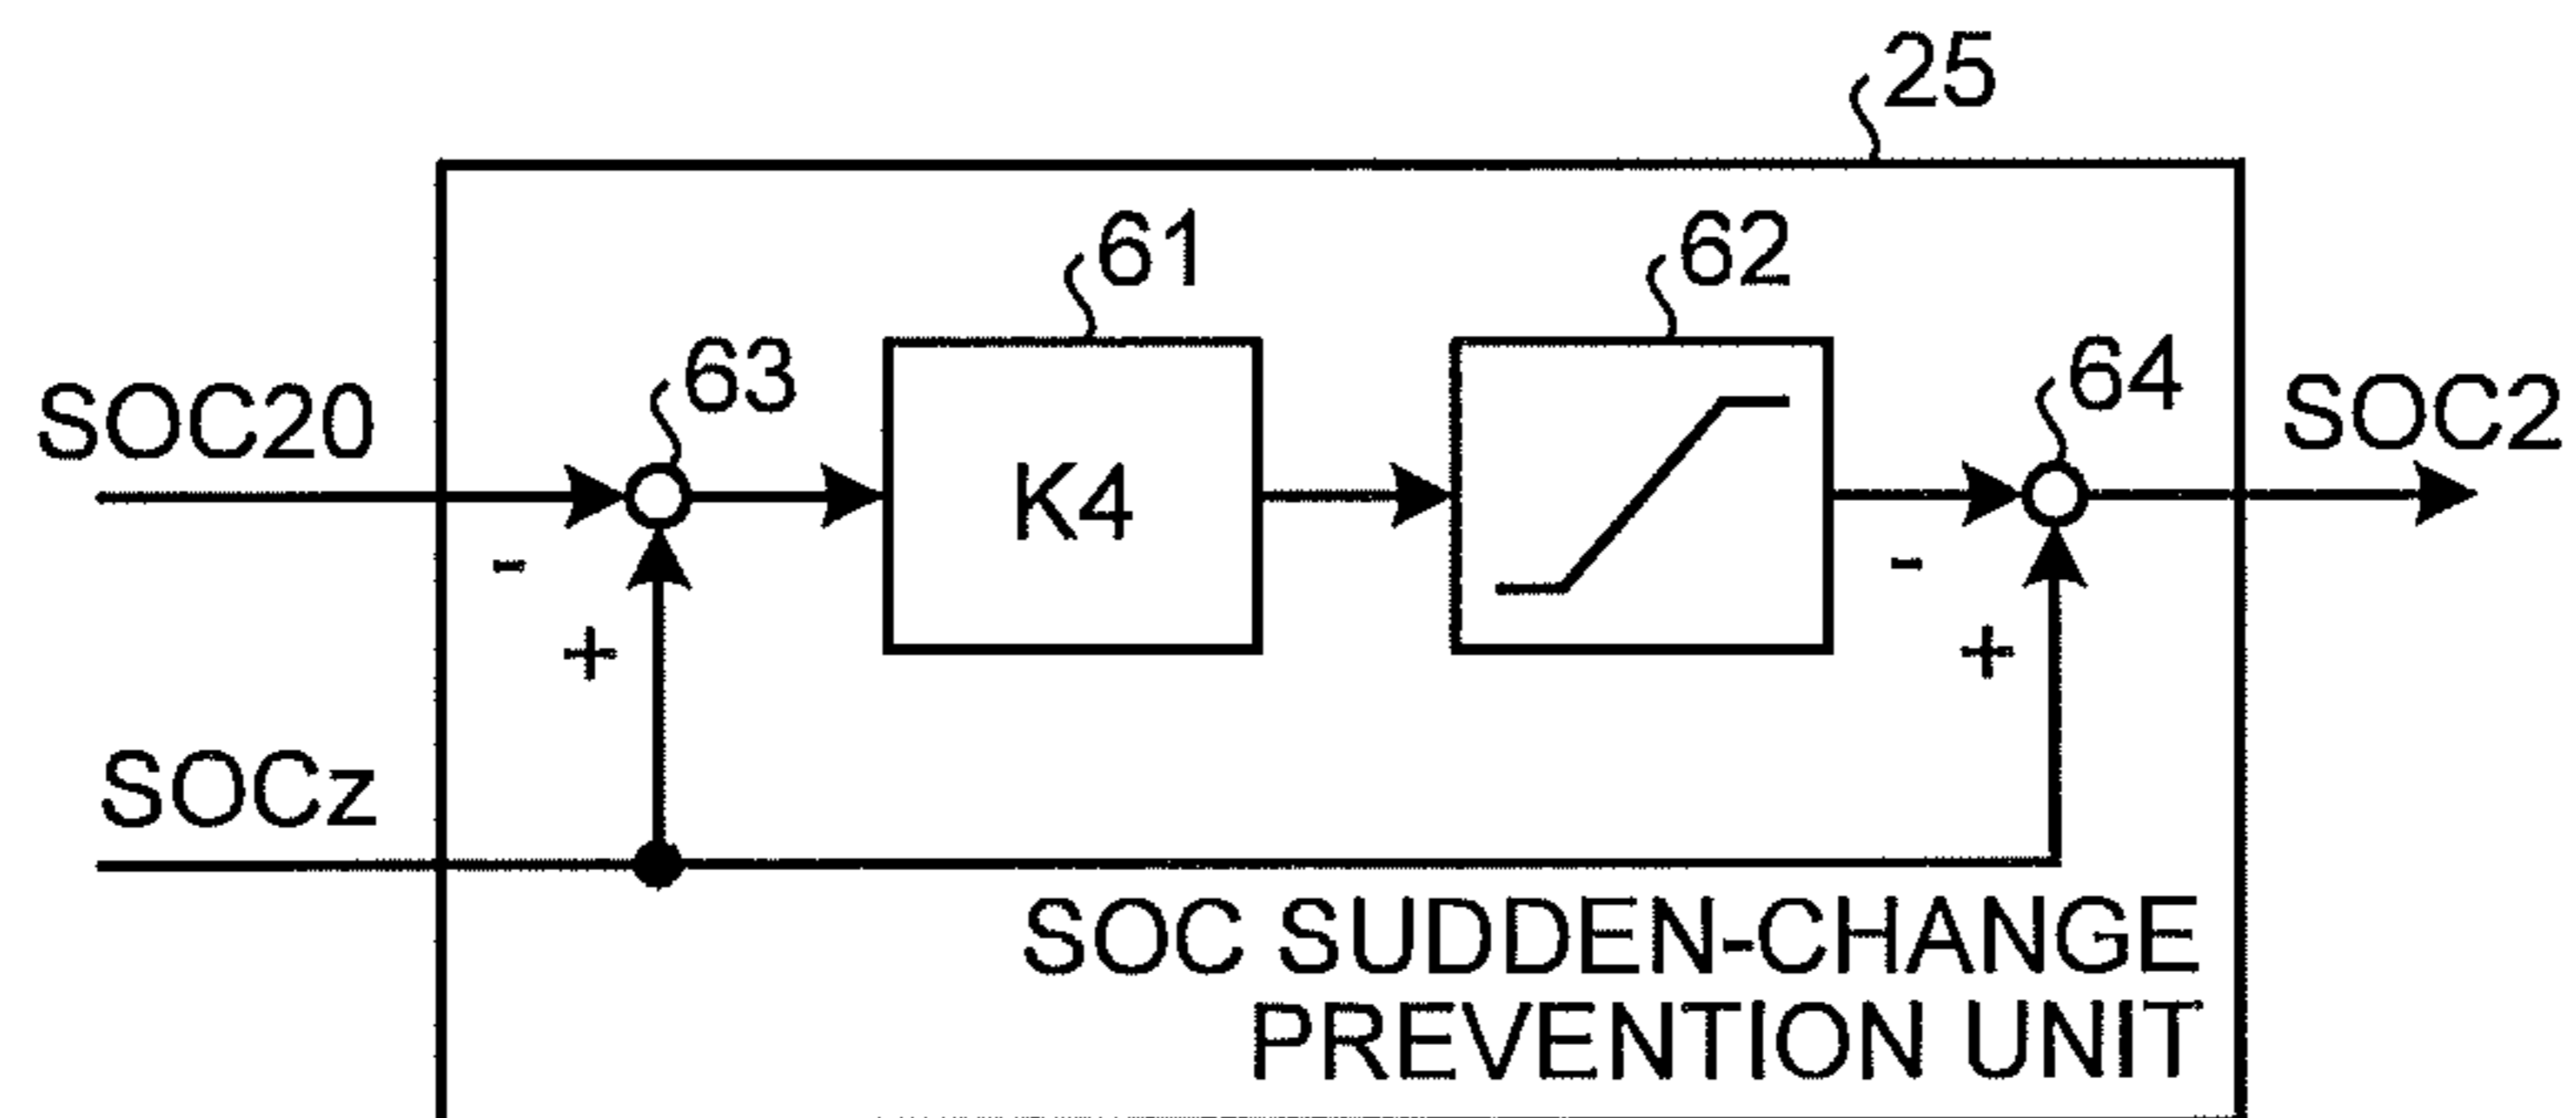 25
61
62
63
64
SOC20
SOC2
K4
-
-
+
+
SOCz
SOC SUDDEN-CHANGE
PREVENTION UNIT